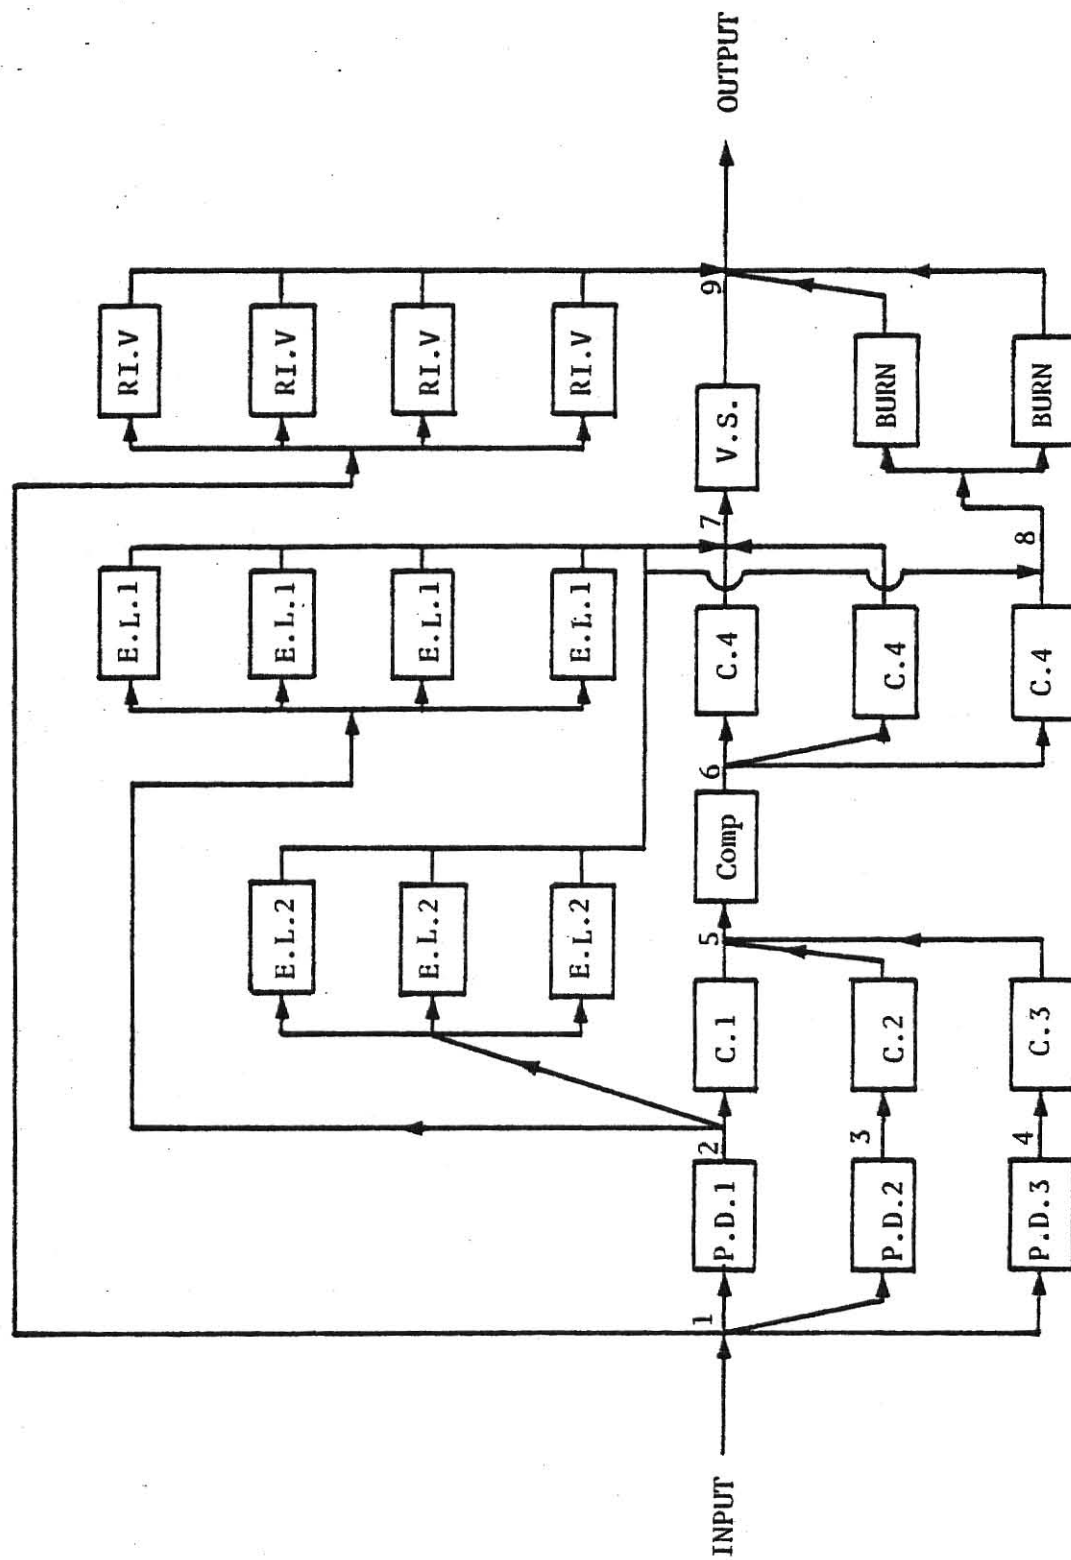 E.L.1
RI.V
E.L.2
E.L.1
RI.V
E.L.2
E.L.1
RI.V
E.L.2
E.L.1
RI.V
INPUT
1
P.D.1
2
C.1
5
Comp
6
C.4
7
V.S.
9
OUTPUT
P.D.2
3
C.2
C.4
BURN
P.D.3
4
C.3
C.4
8
BURN